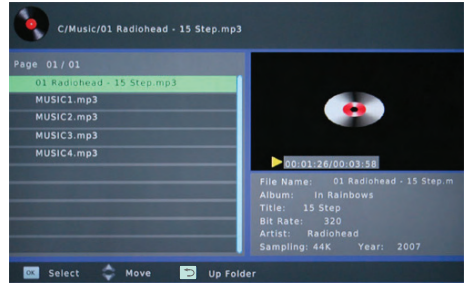 C/Music/01 Radiohead - 15 Step.mp3
Page 01/01
01 Radiohead - 15 Step.mp3
MUSIC1.mp3
MUSIC2.mp3
MUSIC3.mp3
MUSIC4.mp3
00:01:26/00:03:58
File Name: 01 Radiohead - 15 Step.m
Album: In Rainbows
Title: 15 Step
Bit Rate: 320
Artist: Radiohead
Sampling: 44K Year: 2007
OK Select Move Up Folder